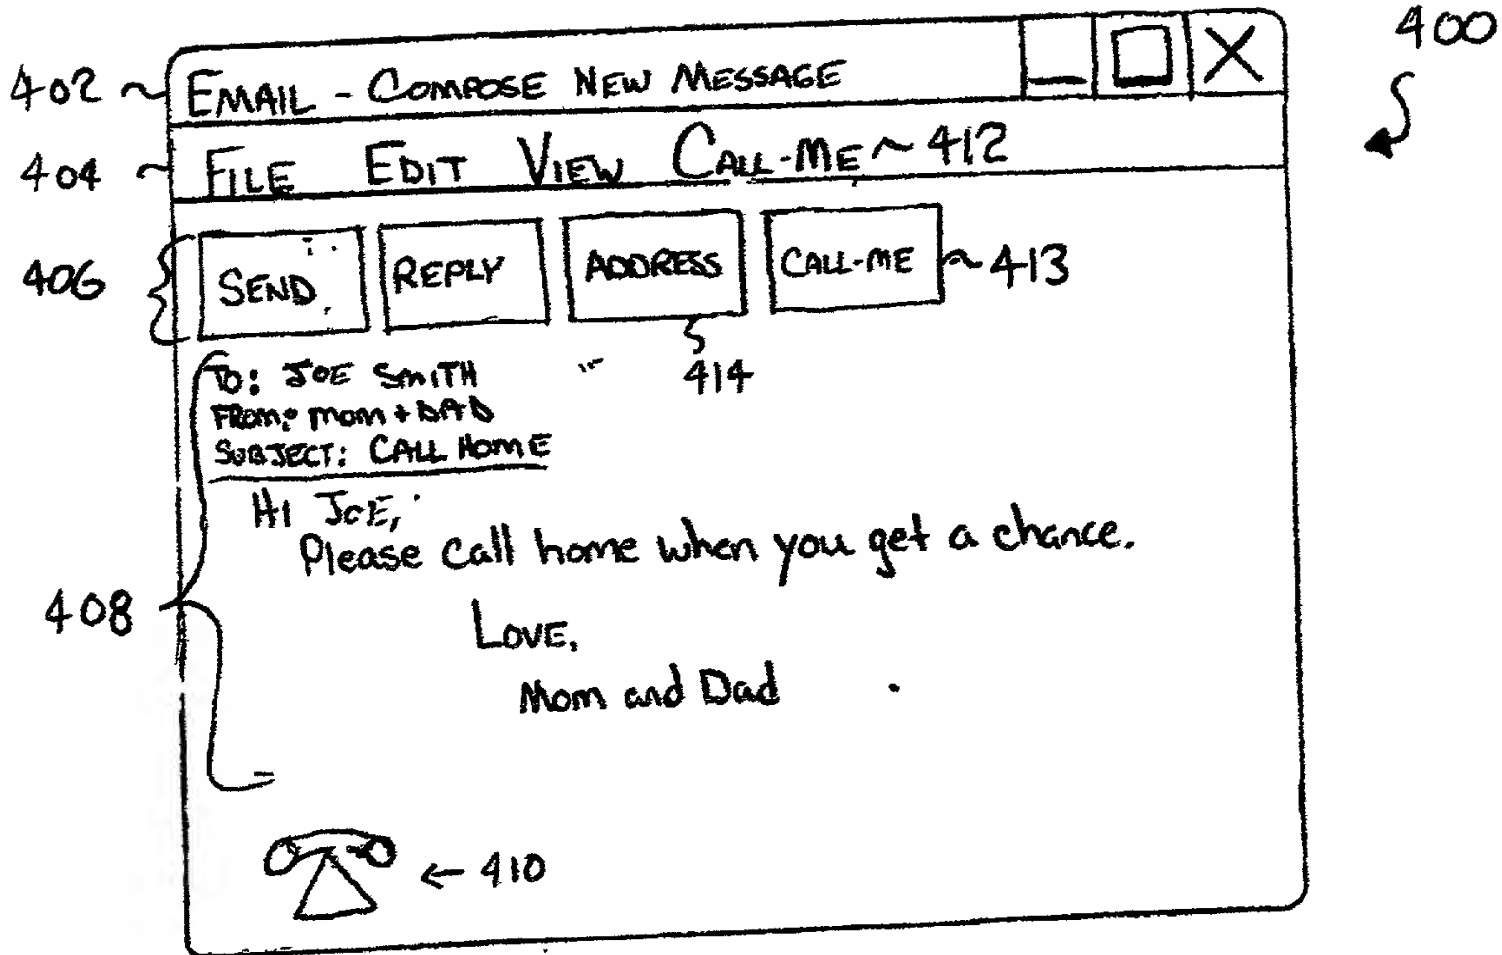 400
402 EMAIL - COMPOSE NEW MESSAGE
404 FILE EDIT VIEW CALL-ME 412
406 SEND REPLY ADDRESS CALL-ME 413
414
TO: JOE SMITH
FROM: MOM + DAD
SUBJECT: CALL HOME
HI JOE,
Please call home when you get a chance.
408
LOVE,
Mom and Dad
410